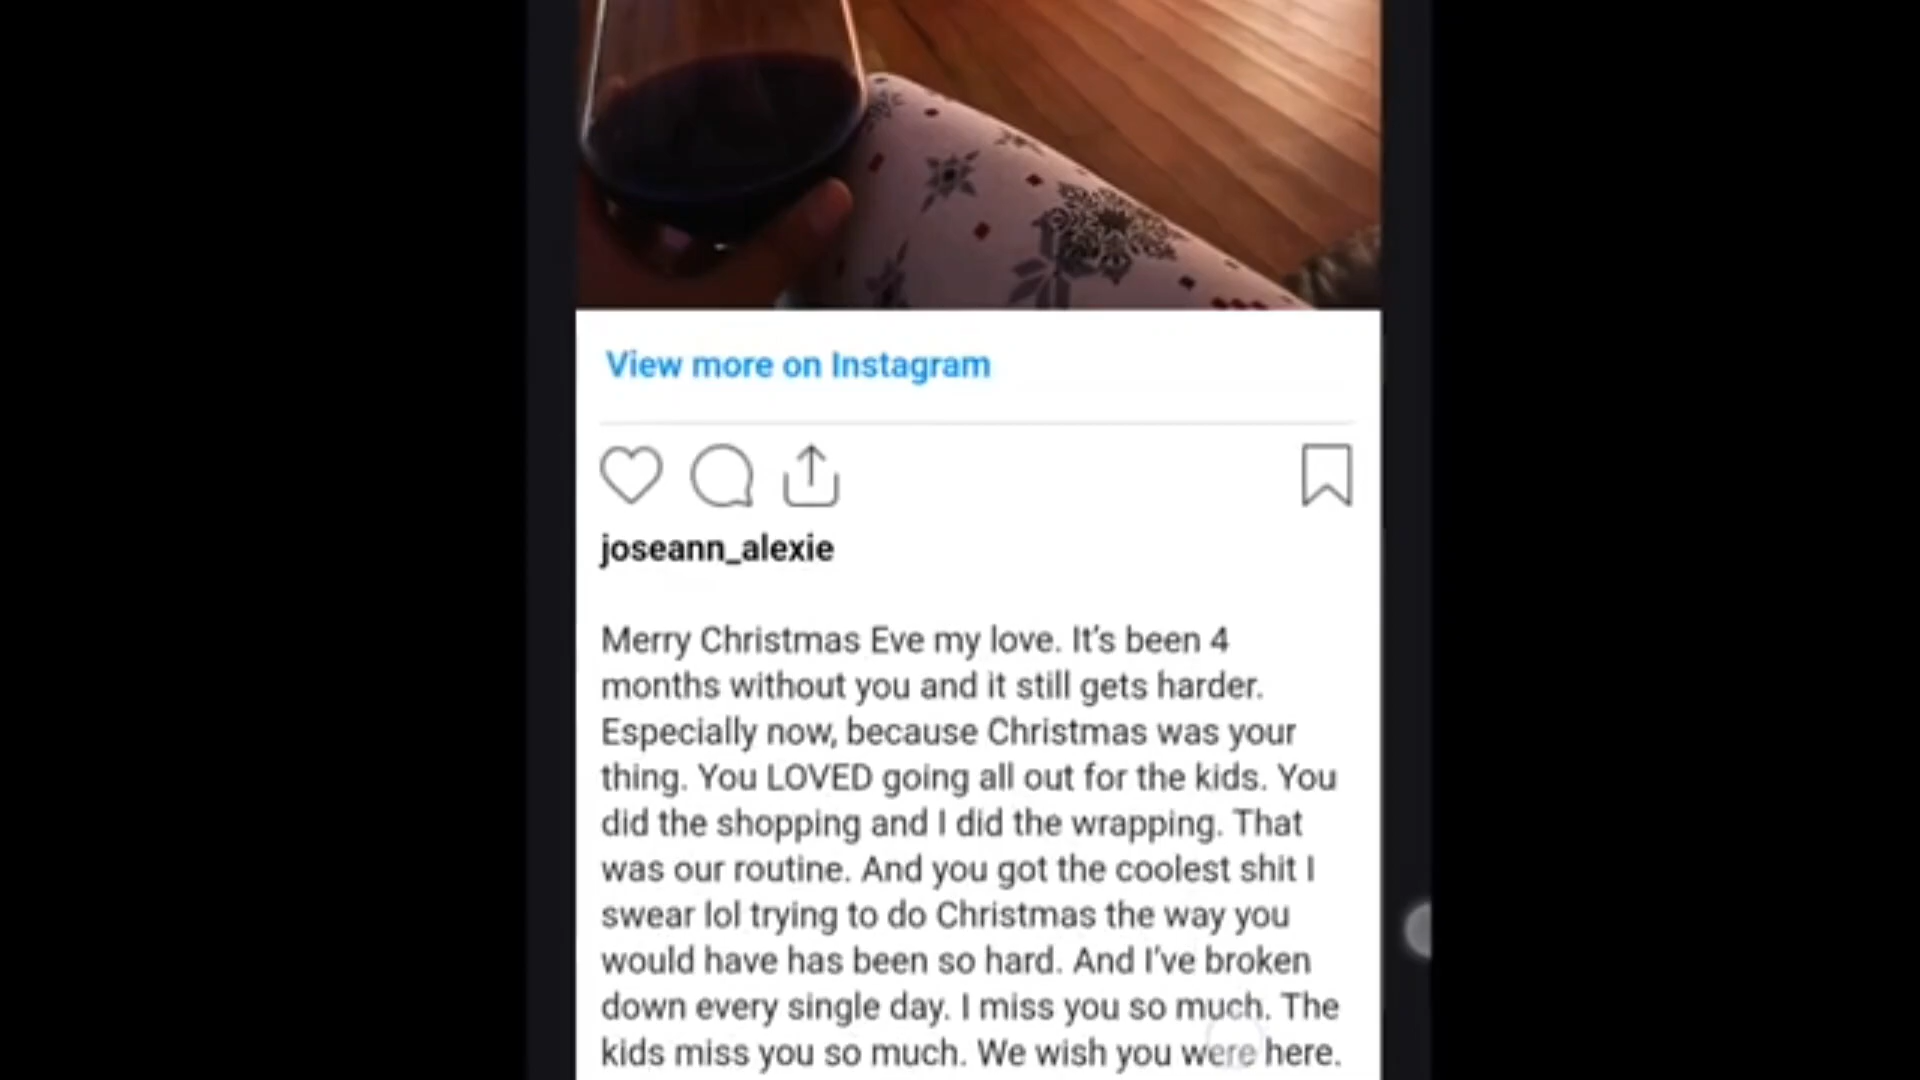 View more on Instagram
joseann_alexie
Merry Christmas Eve my love. It’s been 4
months without you and it still gets harder.
Especially now, because Christmas was your
thing. You LOVED going all out for the kids. You
did the shopping and I did the wrapping. That
was our routine. And you got the coolest shit I
swear lol trying to do Christmas the way you
would have has been so hard. And I’ve broken
down every single day. I miss you so much. The
kids miss you so much. We wish you were here.